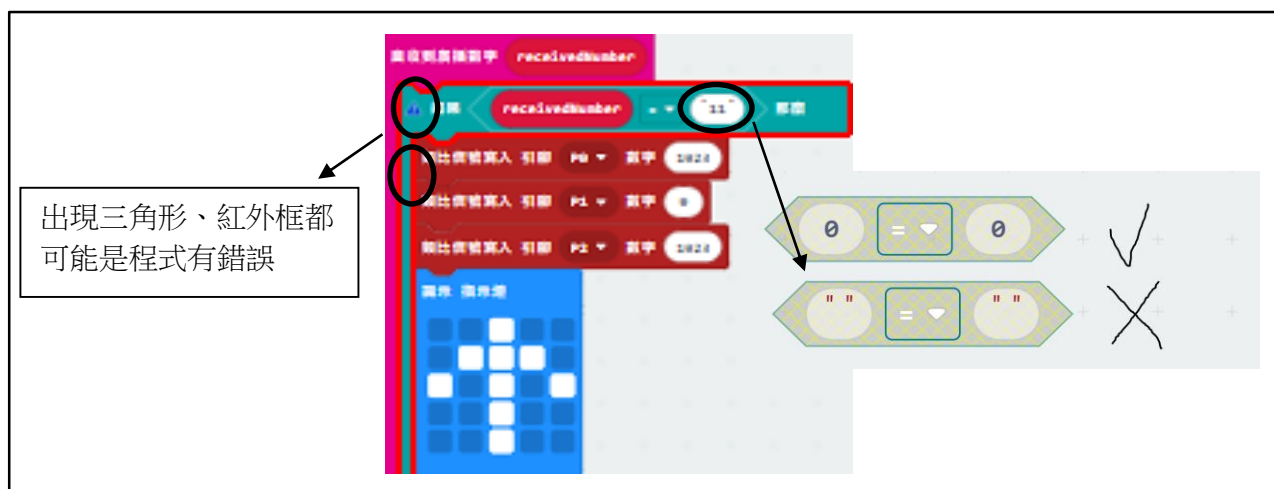 當收到廣播數字 receivedNumber
如果 receivedNumber = "11" 那麼
類比信號寫入 引腳 P0 數字 1023
類比信號寫入 引腳 P1 數字 0
類比信號寫入 引腳 P2 數字 1023
顯示 指示燈
出現三角形、紅外框都
可能是程式有錯誤
0 = 0
" " = " "